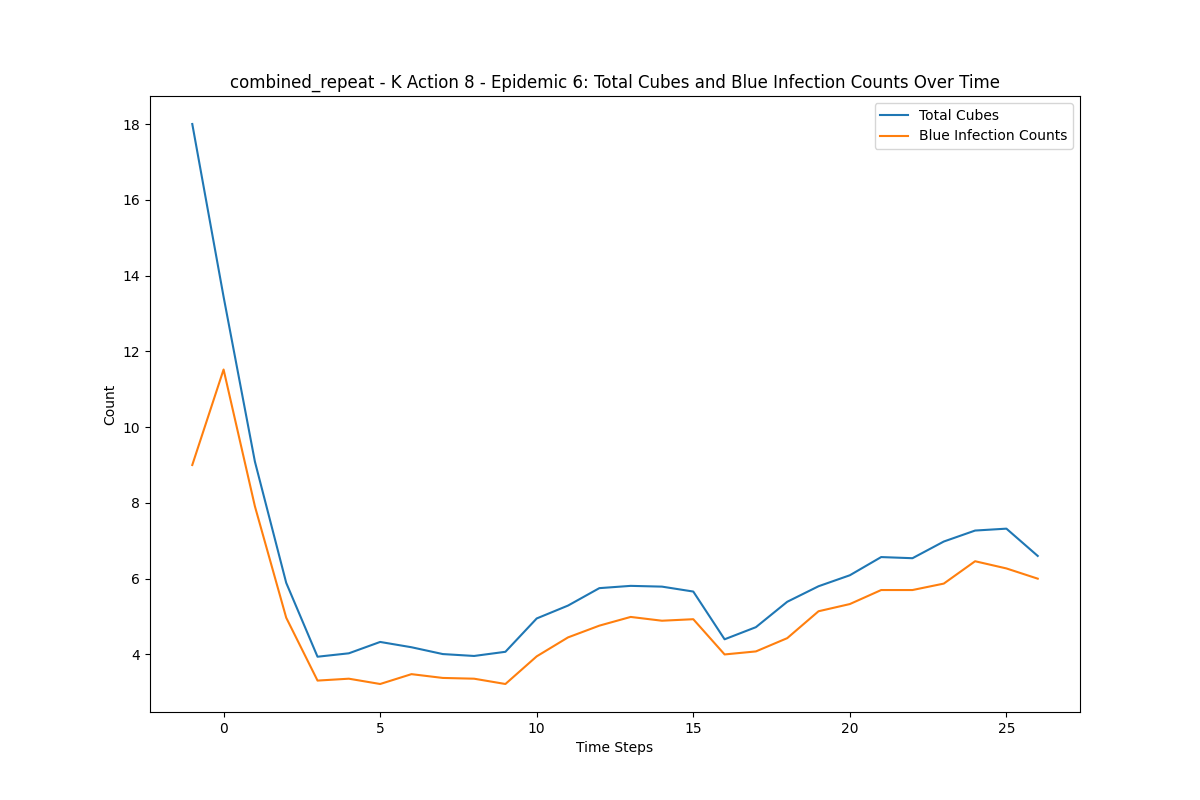 combined_repeat - K Action 8 - Epidemic 6: Total Cubes and Blue Infection Counts Over Time
Total Cubes
Blue Infection Counts
18
16
14
12
10
8
6
4
Count
0 5 10 15 20 25
Time Steps